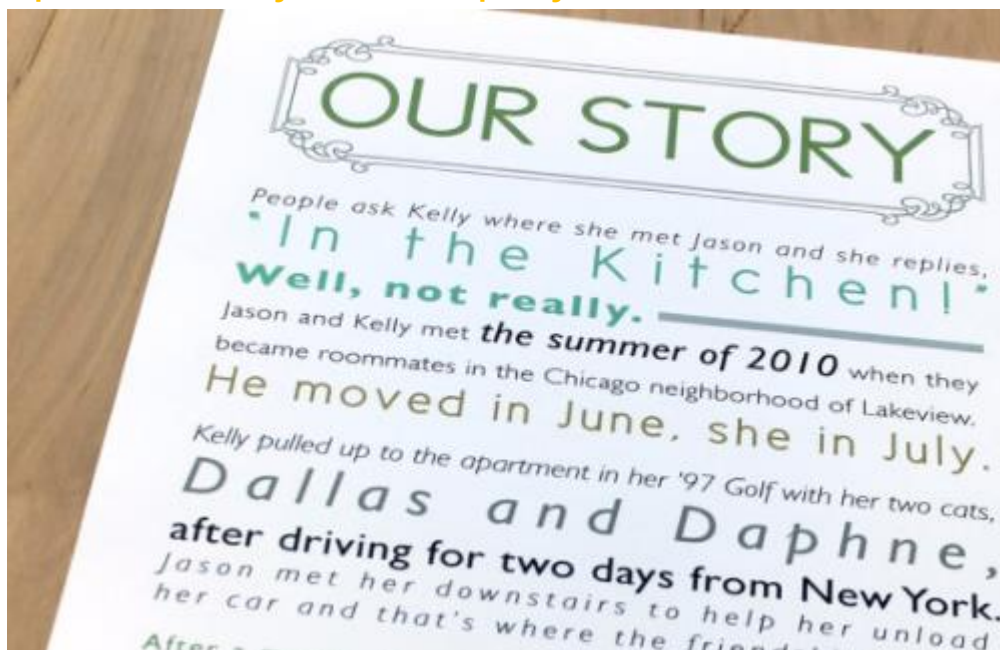 OUR STORY
People ask Kelly where she met Jason and she replies,
"In the Kitchen!"
Well, not really.
Jason and Kelly met the summer of 2010 when they
became roommates in the Chicago neighborhood of Lakeview.
He moved in June, she in July.
Kelly pulled up to the apartment in her '97 Golf with her two cats,
Dallas and Daphne,
after driving for two days from New York.
Jason met her downstairs to help her unload
her car and that's where the
After a